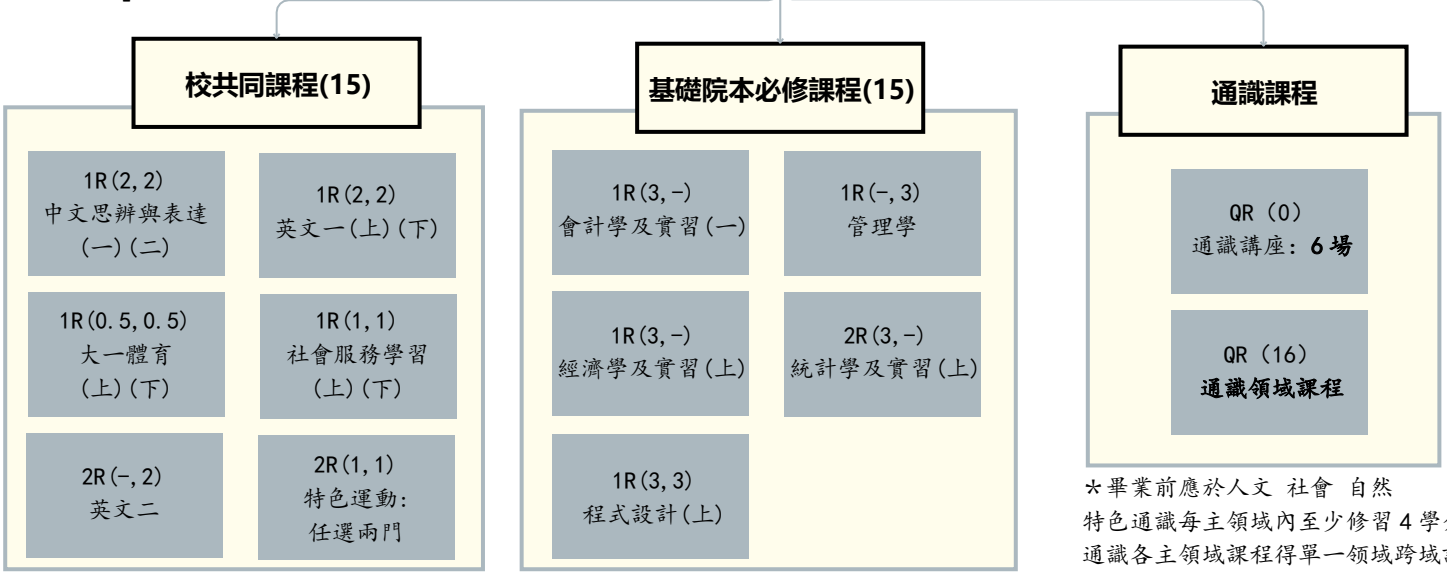 校共同課程(15)
1R(2,2)
中文思辨與表達
(一)(二)
1R(2,2)
英文一(上)(下)
1R(0.5,0.5)
大一體育
(上)(下)
1R(1,1)
社會服務學習
(上)(下)
2R(-,2)
英文二
2R(1,1)
特色運動:
任選兩門
基礎院本必修課程(15)
1R(3,-)
會計學及實習(一)
1R(-,3)
管理學
1R(3,-)
經濟學及實習(上)
2R(3,-)
統計學及實習(上)
1R(3,3)
程式設計(上)
通識課程
QR (0)
通識講座: 6場
QR (16)
通識領域課程
*畢業前應於人文 社會 自然
特色通識每主領域內至少修習4學
通識各主領域課程得單一领域跨域